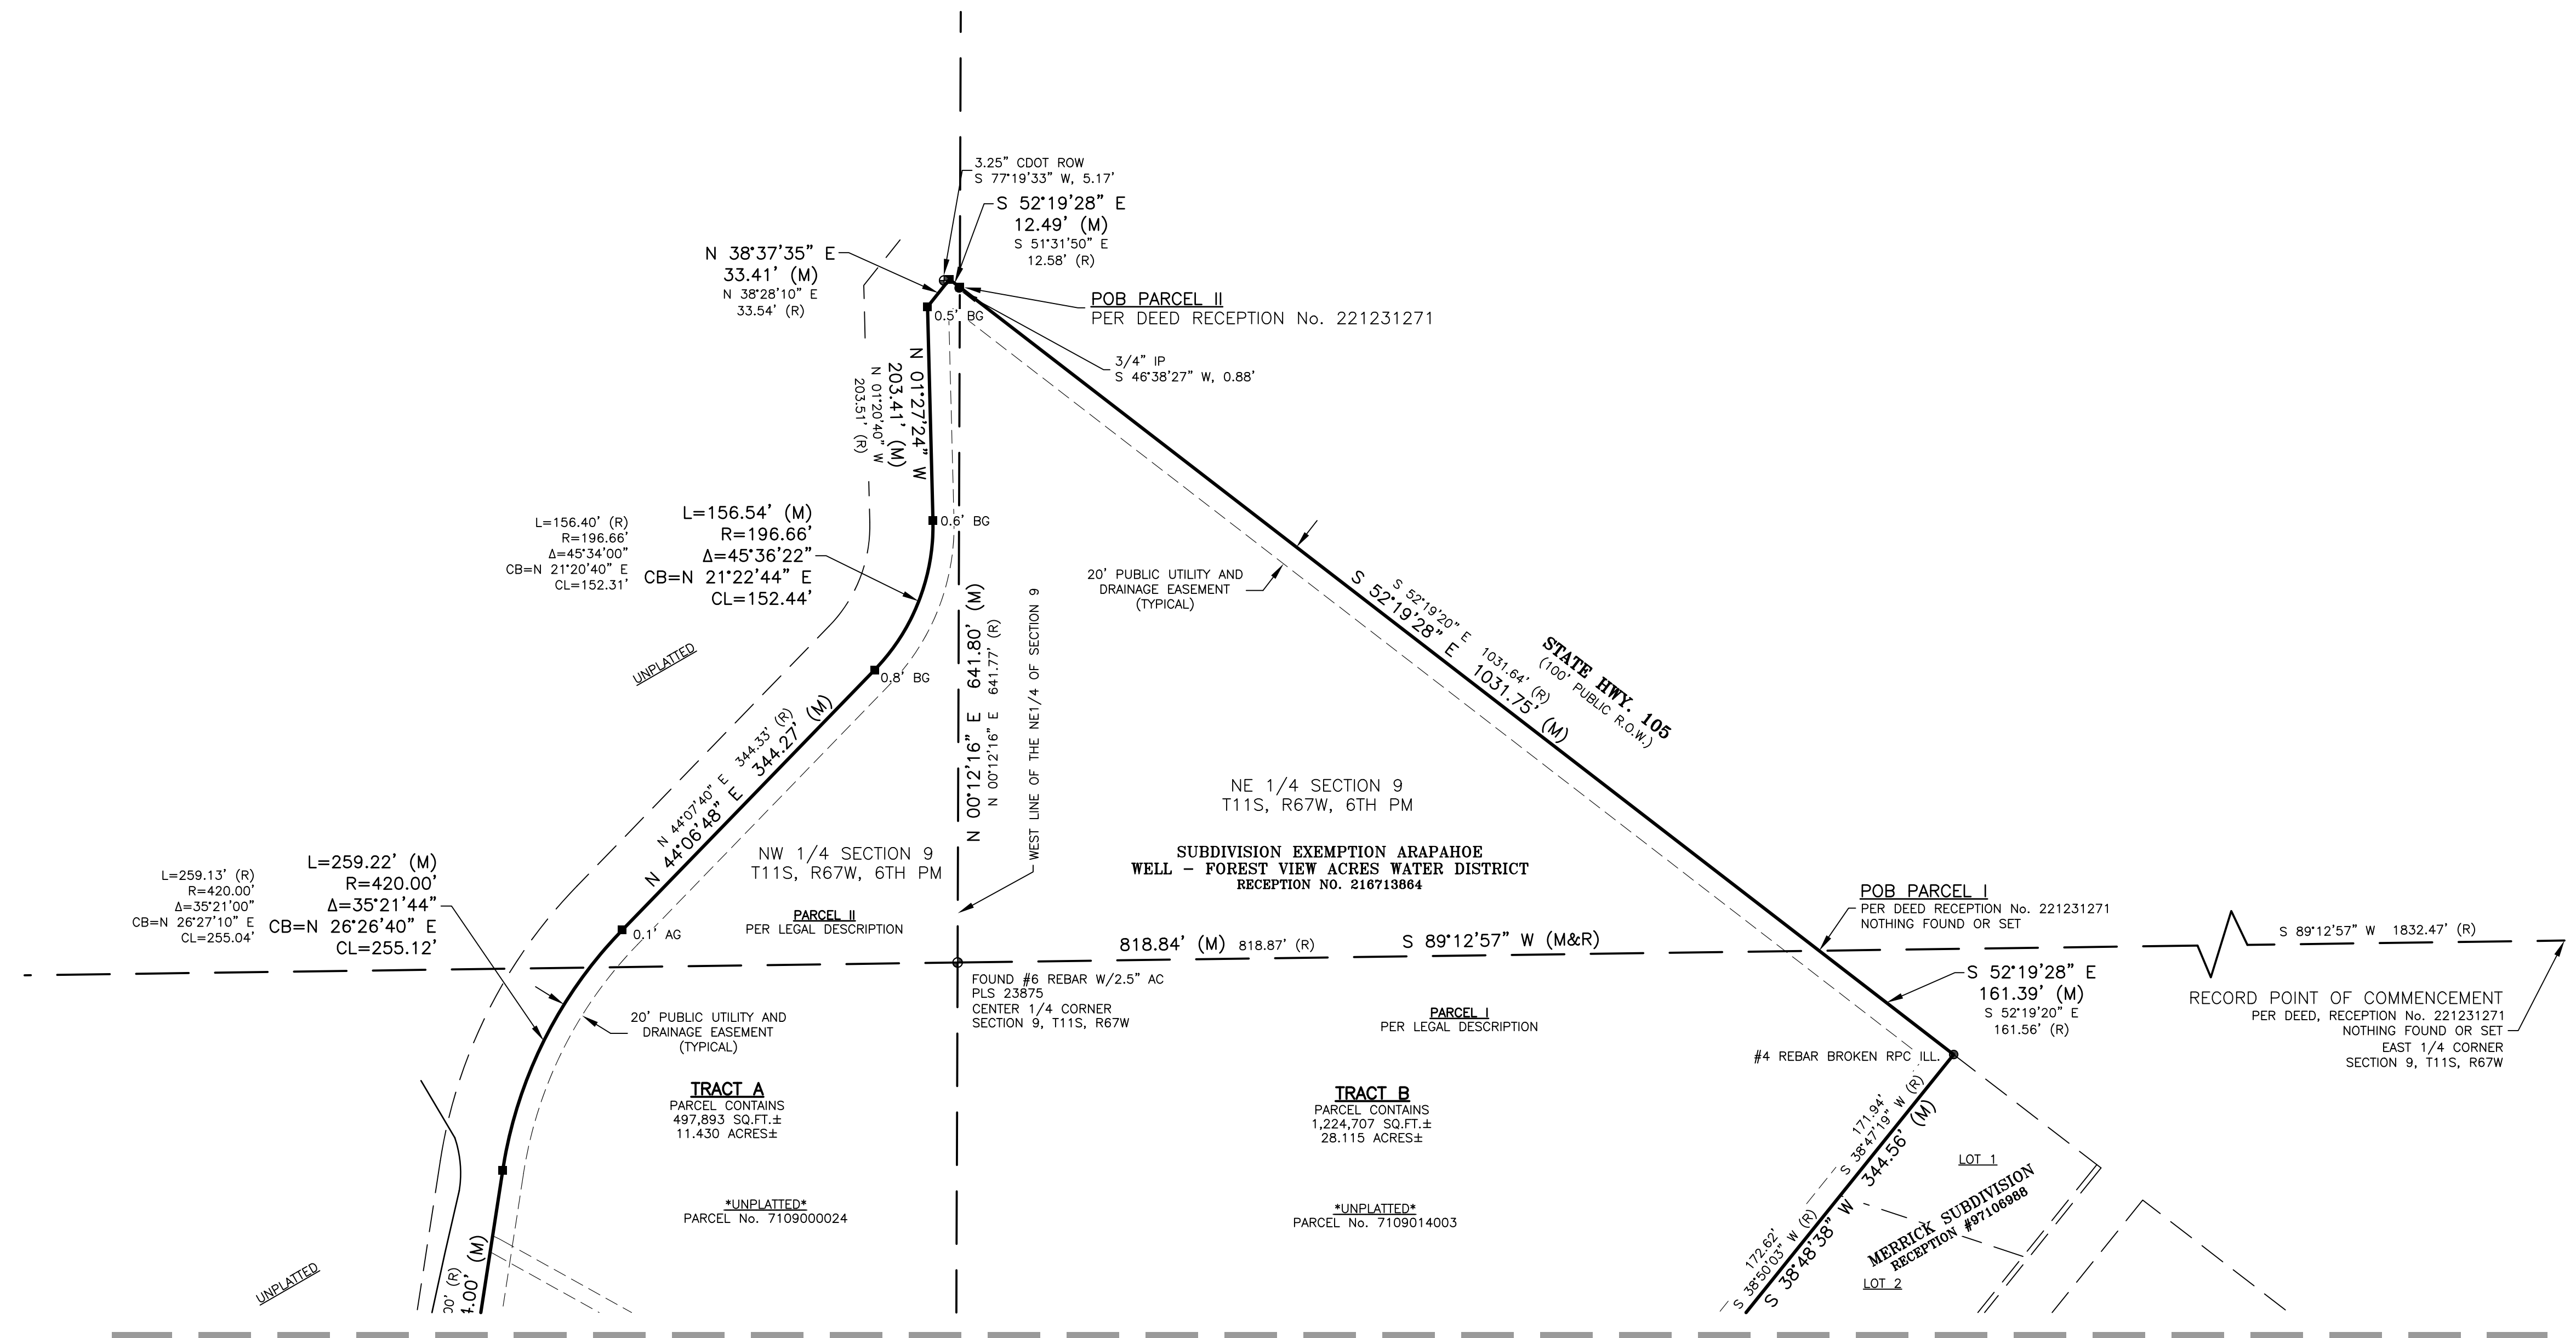 3.25" CDOT ROW
S 77°19'33" W, 5.17'
S 52°19'28" E
12.49' (M)
S 51°31'50" E
12.58' (R)
N 38°37'35" E
33.41' (M)
N 38°28'10" E
33.54' (R)
0.5' BG
POB PARCEL II
PER DEED RECEPTION No. 221231271
3/4" IP
S 46°38'27" W, 0.88'
N 01°27'24" W
203.41' (M)
N 01°20'40" W
203.51' (R)
0.6' BG
L=156.54' (M)
R=196.66'
Δ=45°36'22"
CB=N 21°22'44" E
CL=152.44'
L=156.40' (R)
R=196.66'
Δ=45°34'00"
CB=N 21°20'40" E
CL=152.31'
UNPLATTED
0.8' BG
N 00°12'16" E 641.80' (M)
N 00°12'16" E 641.77' (R)
WEST LINE OF THE NE1/4 OF SECTION 9
20' PUBLIC UTILITY AND
DRAINAGE EASEMENT
(TYPICAL)
S 52°19'20" E 1031.64' (R)
S 52°19'28" E 1031.75' (M)
STATE HWY. 105
(100' PUBLIC R.O.W.)
N 44°07'40" E 344.33' (R)
N 44°06'48" E 344.27' (M)
NE 1/4 SECTION 9
T11S, R67W, 6TH PM
NW 1/4 SECTION 9
T11S, R67W, 6TH PM
SUBDIVISION EXEMPTION ARAPAHOE
WELL – FOREST VIEW ACRES WATER DISTRICT
RECEPTION NO. 216713864
L=259.22' (M)
R=420.00'
Δ=35°21'44"
CB=N 26°26'40" E
CL=255.12'
L=259.13' (R)
R=420.00'
Δ=35°21'00"
CB=N 26°27'10" E
CL=255.04'
0.1' AG
PARCEL II
PER LEGAL DESCRIPTION
POB PARCEL I
PER DEED RECEPTION No. 221231271
NOTHING FOUND OR SET
818.84' (M) 818.87' (R)
S 89°12'57" W (M&R)
S 89°12'57" W 1832.47' (R)
FOUND #6 REBAR W/2.5" AC
PLS 23875
CENTER 1/4 CORNER
SECTION 9, T11S, R67W
S 52°19'28" E
161.39' (M)
S 52°19'20" E
161.56' (R)
RECORD POINT OF COMMENCEMENT
PER DEED, RECEPTION No. 221231271
NOTHING FOUND OR SET
EAST 1/4 CORNER
SECTION 9, T11S, R67W
20' PUBLIC UTILITY AND
DRAINAGE EASEMENT
(TYPICAL)
PARCEL I
PER LEGAL DESCRIPTION
#4 REBAR BROKEN RPC ILL.
TRACT A
PARCEL CONTAINS
497,893 SQ.FT.±
11.430 ACRES±
TRACT B
PARCEL CONTAINS
1,224,707 SQ.FT.±
28.115 ACRES±
171.94'
S 38°47'19" W (R)
344.56' (M)
S 38°48'38" W
172.62'
S 38°50'03" W (R)
LOT 1
MERRICK SUBDIVISION
RECEPTION #97106988
LOT 2
*UNPLATTED*
PARCEL No. 7109000024
*UNPLATTED*
PARCEL No. 7109014003
UNPLATTED
00' (R)
4.00' (M)